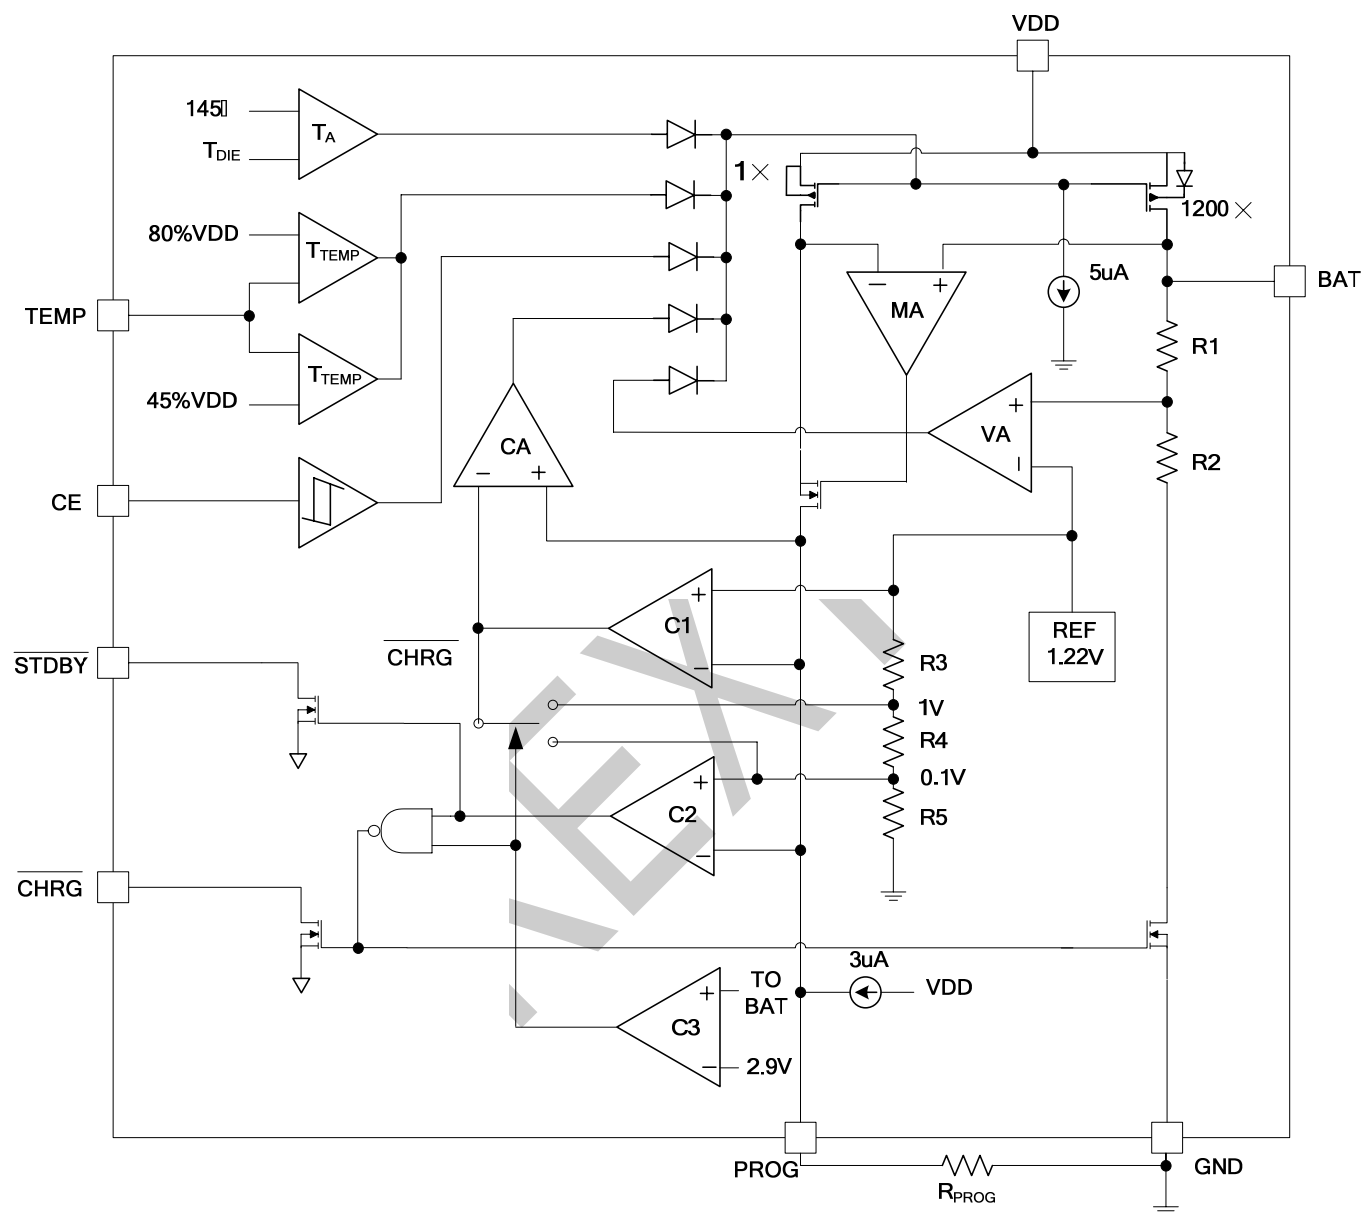 VDD
145▯
TA
TDIE
1×
1200×
80%VDD
TTEMP
5uA
BAT
TEMP
MA
− +
R1
TTEMP
45%VDD
+
VA
−
CA
− +
R2
CE
+
C1
−
REF
1.22V
CHRG
STDBY
R3
1V
R4
+
0.1V
C2
−
R5
CHRG
3uA
VDD
TO
BAT
+
C3
−
2.9V
PROG
GND
RPROG
EX